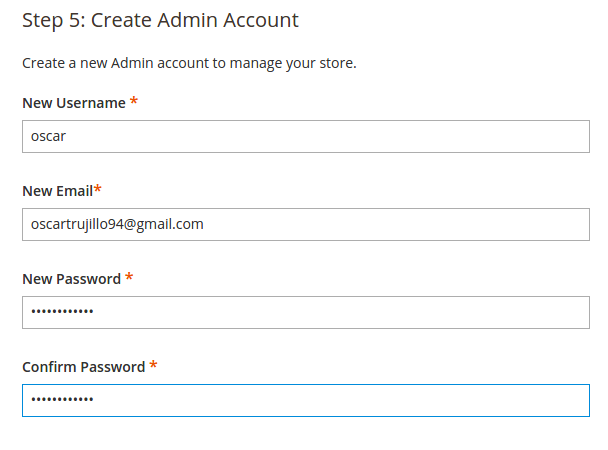 Step 5: Create Admin Account
Create a new Admin account to manage your store.
New Username *
oscar
New Email*
oscartrujillo94@gmail.com
New Password *
••••••••••••
Confirm Password *
••••••••••••